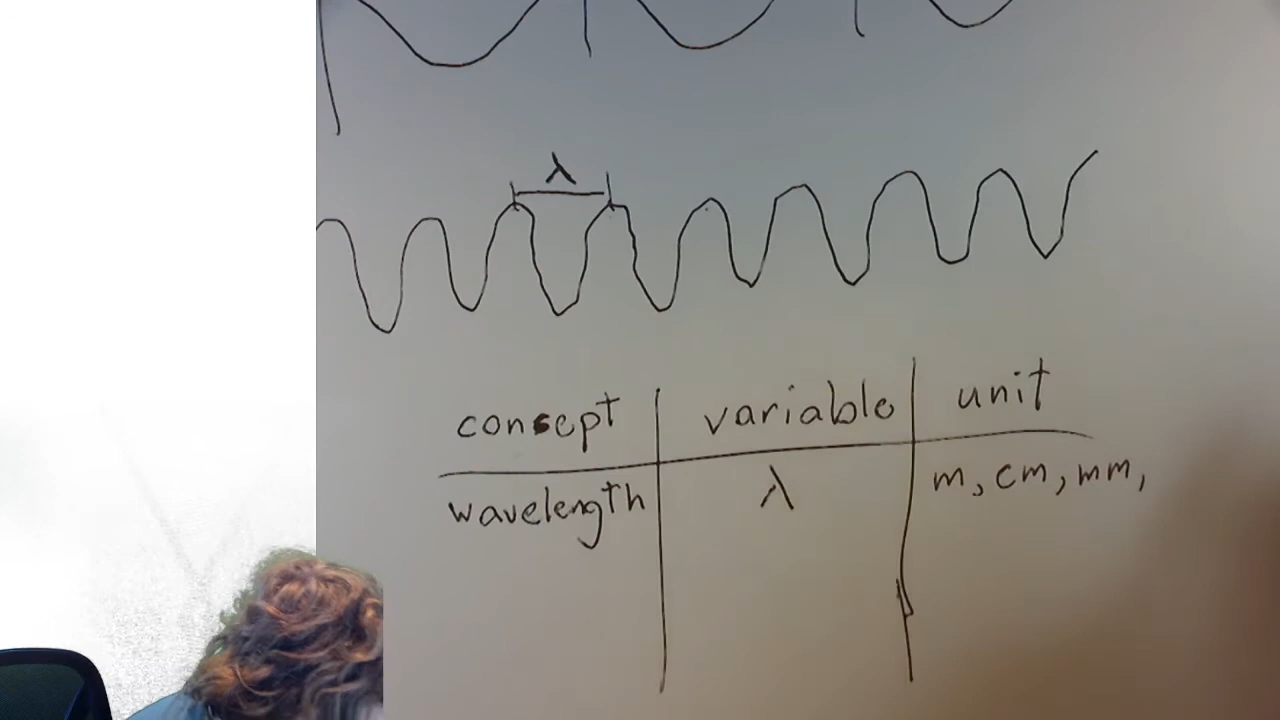 λ
concept variable unit
wavelength λ m, cm, mm,